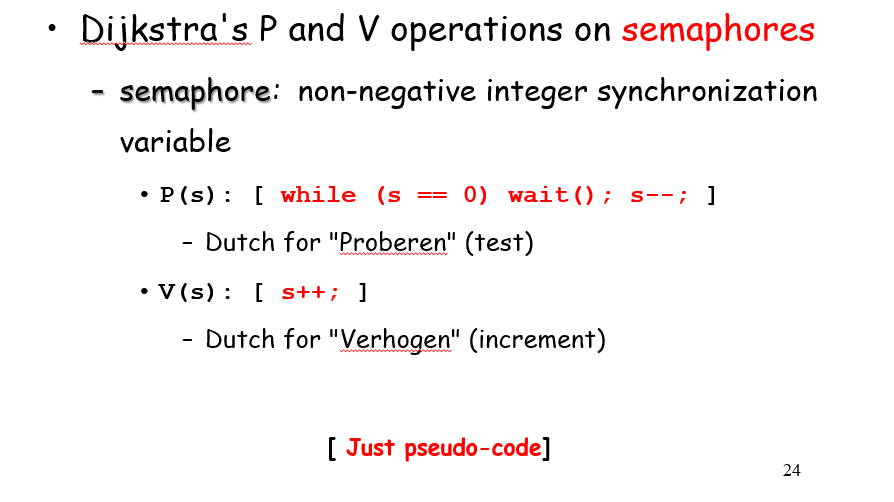 • Dijkstra's P and V operations on semaphores
– semaphore: non-negative integer synchronization
variable
• P(s): [ while (s == 0) wait(); s--; ]
– Dutch for "Proberen" (test)
• V(s): [ s++; ]
– Dutch for "Verhogen" (increment)
[ Just pseudo-code]
24